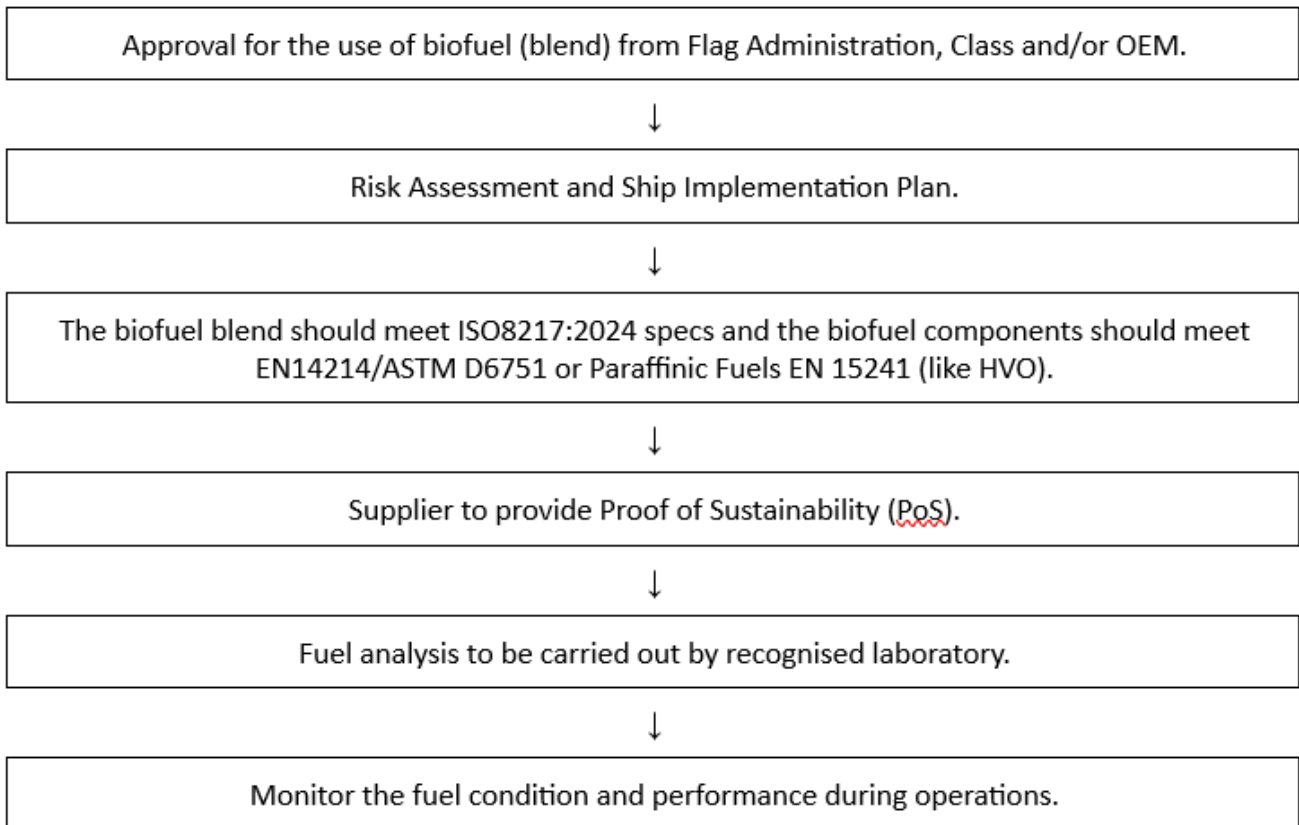 Approval for the use of biofuel (blend) from Flag Administration, Class and/or OEM.
↓
Risk Assessment and Ship Implementation Plan.
↓
The biofuel blend should meet ISO8217:2024 specs and the biofuel components should meet
EN14214/ASTM D6751 or Paraffinic Fuels EN 15241 (like HVO).
↓
Supplier to provide Proof of Sustainability (PoS).
↓
Fuel analysis to be carried out by recognised laboratory.
↓
Monitor the fuel condition and performance during operations.